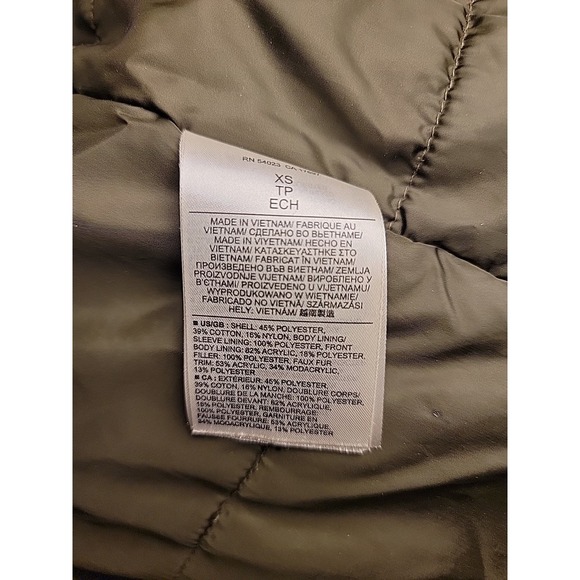 RN 54023 CA
XS
TP
ECH
MADE IN VIETNAM/ FABRIQUE AU
VIETNAM/ СДЕЛАНО ВО ВЬЕТНАМЕ/
MADE IN VIYETNAM/ HECHO EN
VIETNAM/ ΚΑΤΑΣΚΕΥΑΣΤΗΚΕ ΣΤΟ
ΒΙΕΤΝΑΜ/ FABRICAT ÎN VIETNAM/
ПРОИЗВЕДЕНО ВЪВ ВИЕТНАМ/ ZEMLJA
PROIZVODNJE VIJETNAM/ ВИРОБЛЕНО У
В'ЄТНАМІ/ PROIZVEDENO U VIJETNAMU/
WYPRODUKOWANO W WIETNAMIE/
FABRICADO NO VIETNÃ/ SZÁRMAZÁSI
HELY: VIETNÁM/ 越南製造
■ US/GB : SHELL: 45% POLYESTER,
39% COTTON, 16% NYLON, BODY LINING/
SLEEVE LINING: 100% POLYESTER, FRONT
BODY LINING: 82% ACRYLIC, 18% POLYESTER,
FILLER: 100% POLYESTER, FAUX FUR
TRIM: 53% ACRYLIC, 34% MODACRYLIC,
13% POLYESTER
■ CA : EXTÉRIEUR: 45% POLYESTER,
39% COTON, 16% NYLON, DOUBLURE CORPS/
DOUBLURE DE LA MANCHE: 100% POLYESTER,
DOUBLURE DEVANT: 82% ACRYLIQUE,
18% POLYESTER, REMBOURRAGE:
100% POLYESTER, GARNITURE EN
FAUSSE FOURRURE: 53% ACRYLIQUE,
34% MODACRYLIQUE, 13% POLYESTER